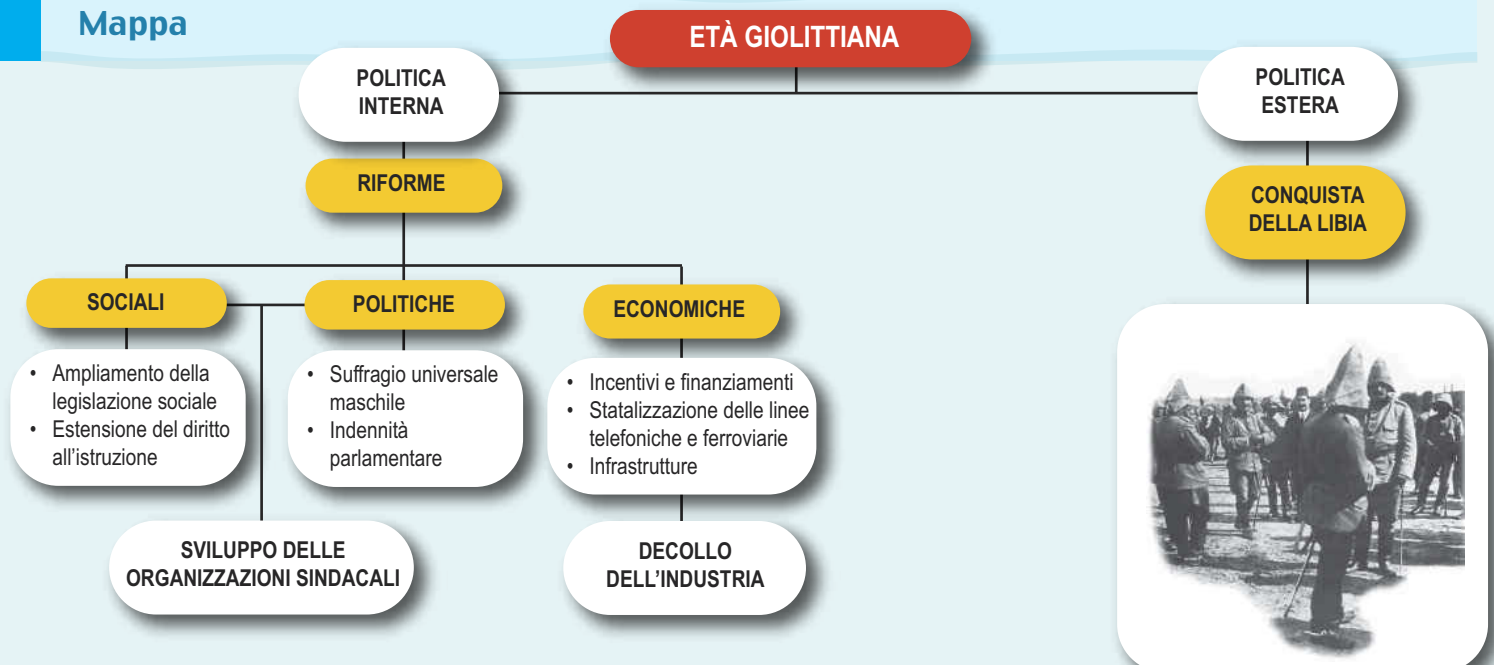 Mappa
ETÀ GIOLITTIANA
POLITICA
INTERNA
POLITICA
ESTERA
RIFORME
CONQUISTA
DELLA LIBIA
SOCIALI
POLITICHE
ECONOMICHE
• Ampliamento della
legislazione sociale
• Estensione del diritto
all’istruzione
• Suffragio universale
maschile
• Indennità
parlamentare
• Incentivi e finanziamenti
• Statalizzazione delle linee
telefoniche e ferroviarie
• Infrastrutture
SVILUPPO DELLE
ORGANIZZAZIONI SINDACALI
DECOLLO
DELL’INDUSTRIA